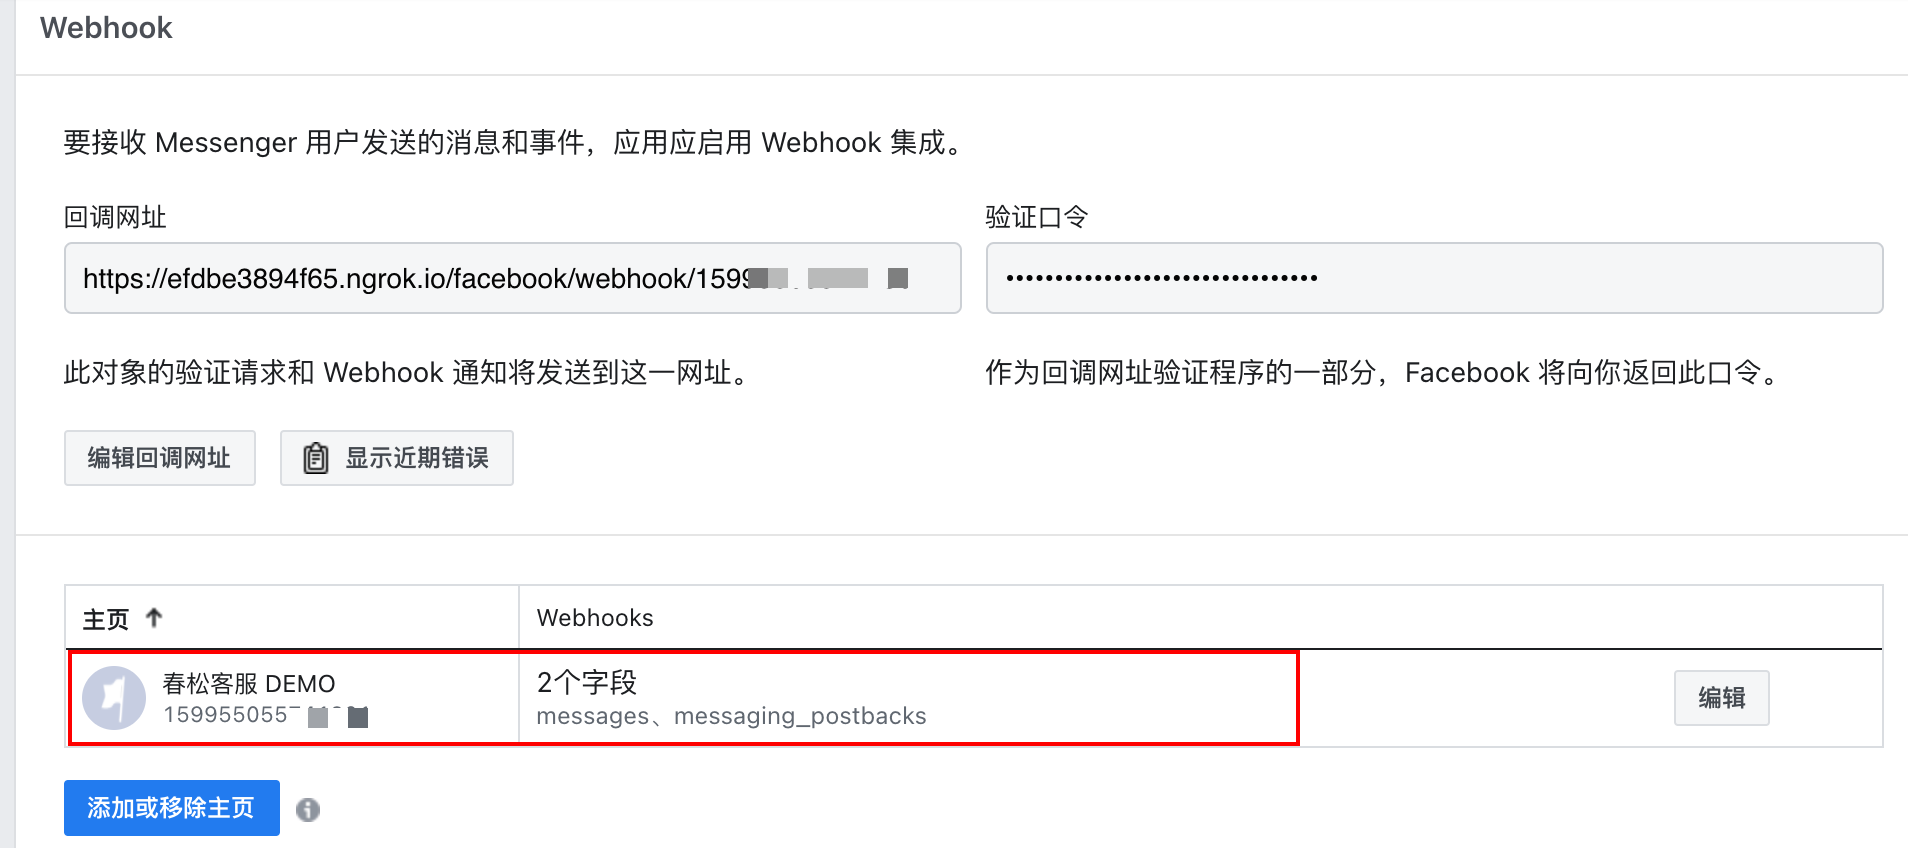 Webhook
要接收 Messenger 用户发送的消息和事件，应用应启用 Webhook 集成。
回调网址
验证口令
https://efdbe3894f65.ngrok.io/facebook/webhook/1599
••••••••••••••••••••••••••••••••
此对象的验证请求和 Webhook 通知将发送到这一网址。
作为回调网址验证程序的一部分，Facebook 将向你返回此口令。
编辑回调网址
显示近期错误
主页 ↑
Webhooks
春松客服 DEMO
159955055
2个字段
messages、messaging_postbacks
编辑
添加或移除主页